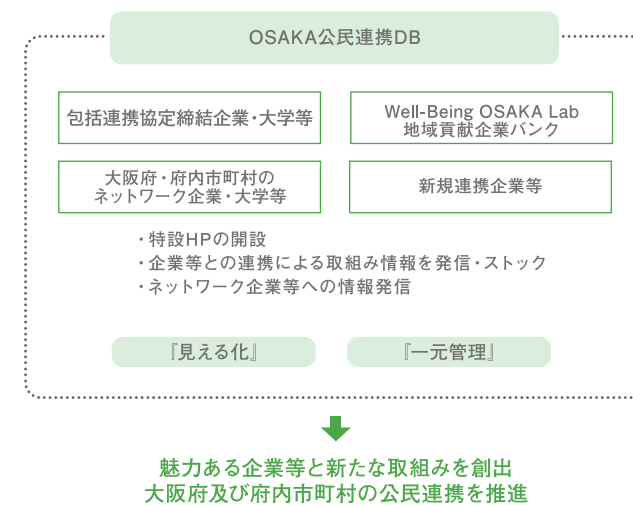 OSAKA公民連携DB
包括連携協定締結企業・大学等
Well-Being OSAKA Lab
地域貢献企業バンク
大阪府・府内市町村の
ネットワーク企業・大学等
新規連携企業等
・特設HPの開設
・企業等との連携による取組み情報を発信・ストック
・ネットワーク企業等への情報発信
『見える化』
『一元管理』
魅力ある企業等と新たな取組みを創出
大阪府及び府内市町村の公民連携を推進